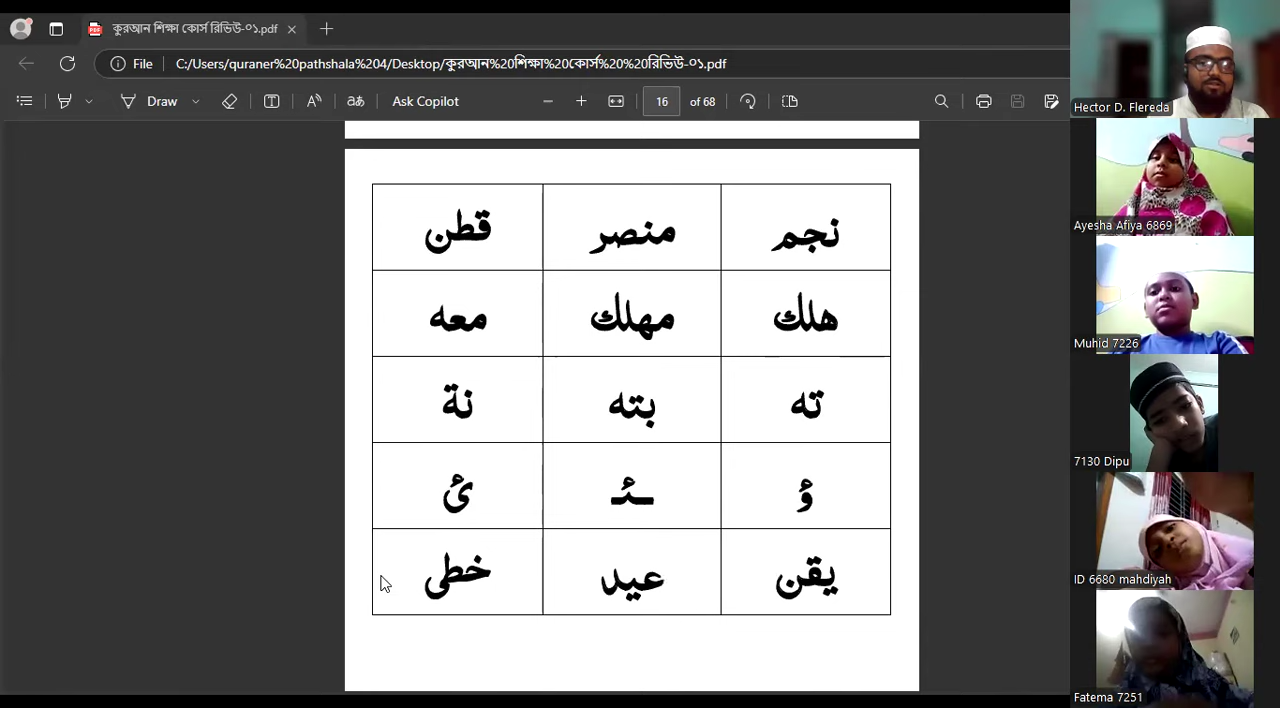 কুরআন শিক্ষা কোর্স রিভিউ-০১.pdf
File C:/Users/quraner%20pathshala%204/Desktop/কুরআন%20শিক্ষা%20কোর্স%20%20রিভিউ-০১.pdf
Draw Ask Copilot 16 of 68
نجم منصر قطن
هلك مهلك معه
ته بته نة
ؤ ـئـ ئ
يقن عيد خطى
Hector D. Flereda
Ayesha Afiya 6869
Muhid 7226
7130 Dipu
ID 6680 mahdiyah
Fatema 7251